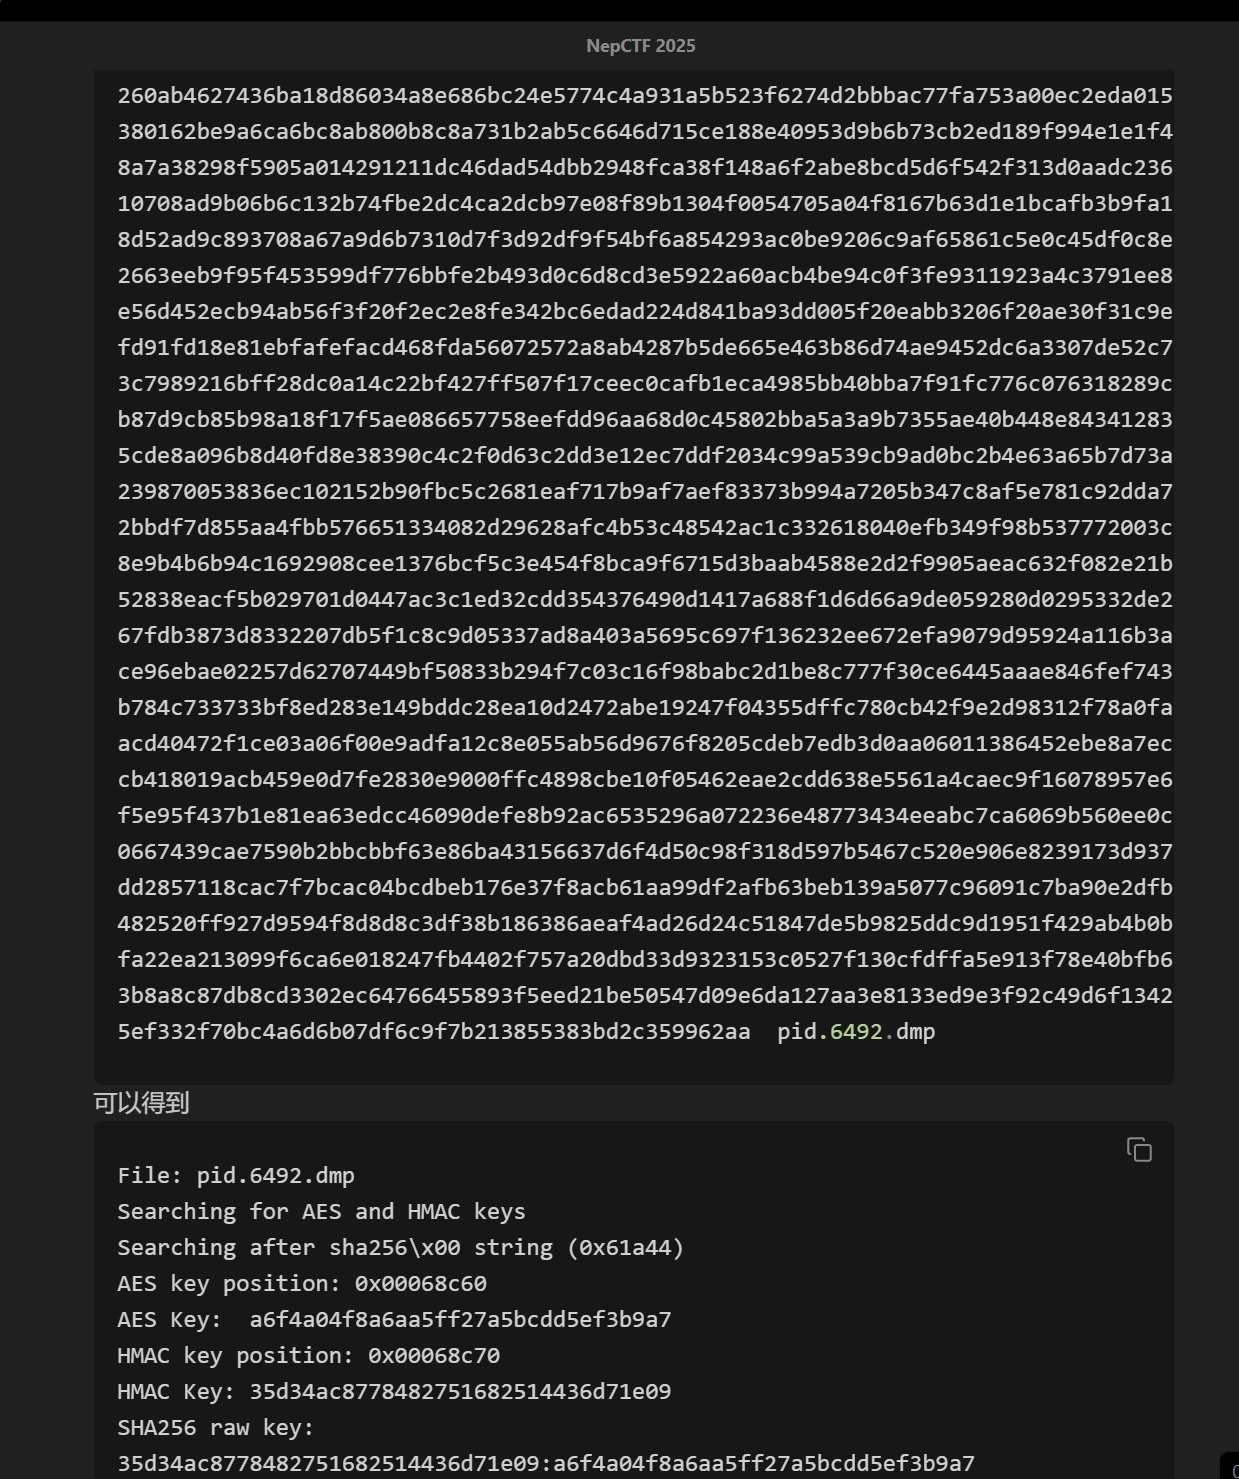 NepCTF 2025
260ab4627436ba18d86034a8e686bc24e5774c4a931a5b523f6274d2bbbac77fa753a00ec2eda015
380162be9a6ca6bc8ab800b8c8a731b2ab5c6646d715ce188e40953d9b6b73cb2ed189f994e1e1f4
8a7a38298f5905a014291211dc46dad54dbb2948fca38f148a6f2abe8bcd5d6f542f313d0aadc236
10708ad9b06b6c132b74fbe2dc4ca2dcb97e08f89b1304f0054705a04f8167b63d1e1bcafb3b9fa1
8d52ad9c893708a67a9d6b7310d7f3d92df9f54bf6a854293ac0be9206c9af65861c5e0c45df0c8e
2663eeb9f95f453599df776bbfe2b493d0c6d8cd3e5922a60acb4be94c0f3fe9311923a4c3791ee8
e56d452ecb94ab56f3f20f2ec2e8fe342bc6edad224d841ba93dd005f20eabb3206f20ae30f31c9e
fd91fd18e81ebfafefacd468fda56072572a8ab4287b5de665e463b86d74ae9452dc6a3307de52c7
3c7989216bff28dc0a14c22bf427ff507f17ceec0cafb1eca4985bb40bba7f91fc776c076318289c
b87d9cb85b98a18f17f5ae086657758eefdd96aa68d0c45802bba5a3a9b7355ae40b448e84341283
5cde8a096b8d40fd8e38390c4c2f0d63c2dd3e12ec7ddf2034c99a539cb9ad0bc2b4e63a65b7d73a
239870053836ec102152b90fbc5c2681eaf717b9af7aef83373b994a7205b347c8af5e781c92dda7
2bbdf7d855aa4fbb576651334082d29628afc4b53c48542ac1c332618040efb349f98b537772003c
8e9b4b6b94c1692908cee1376bcf5c3e454f8bca9f6715d3baab4588e2d2f9905aeac632f082e21b
52838eacf5b029701d0447ac3c1ed32cdd354376490d1417a688f1d6d66a9de059280d0295332de2
67fdb3873d8332207db5f1c8c9d05337ad8a403a5695c697f136232ee672efa9079d95924a116b3a
ce96ebae02257d62707449bf50833b294f7c03c16f98babc2d1be8c777f30ce6445aaae846fef743
b784c733733bf8ed283e149bddc28ea10d2472abe19247f04355dffc780cb42f9e2d98312f78a0fa
acd40472f1ce03a06f00e9adfa12c8e055ab56d9676f8205cdeb7edb3d0aa06011386452ebe8a7ec
cb418019acb459e0d7fe2830e9000ffc4898cbe10f05462eae2cdd638e5561a4caec9f16078957e6
f5e95f437b1e81ea63edcc46090defe8b92ac6535296a072236e48773434eeabc7ca6069b560ee0c
0667439cae7590b2bbcbbf63e86ba43156637d6f4d50c98f318d597b5467c520e906e8239173d937
dd2857118cac7f7bcac04bcdbeb176e37f8acb61aa99df2afb63beb139a5077c96091c7ba90e2dfb
482520ff927d9594f8d8d8c3df38b186386aeaf4ad26d24c51847de5b9825ddc9d1951f429ab4b0b
fa22ea213099f6ca6e018247fb4402f757a20dbd33d9323153c0527f130cfdffa5e913f78e40bfb6
3b8a8c87db8cd3302ec64766455893f5eed21be50547d09e6da127aa3e8133ed9e3f92c49d6f1342
5ef332f70bc4a6d6b07df6c9f7b213855383bd2c359962aa  pid.6492.dmp
可以得到
File: pid.6492.dmp
Searching for AES and HMAC keys
Searching after sha256\x00 string (0x61a44)
AES key position: 0x00068c60
AES Key:  a6f4a04f8a6aa5ff27a5bcdd5ef3b9a7
HMAC key position: 0x00068c70
HMAC Key: 35d34ac8778482751682514436d71e09
SHA256 raw key:
35d34ac8778482751682514436d71e09:a6f4a04f8a6aa5ff27a5bcdd5ef3b9a7